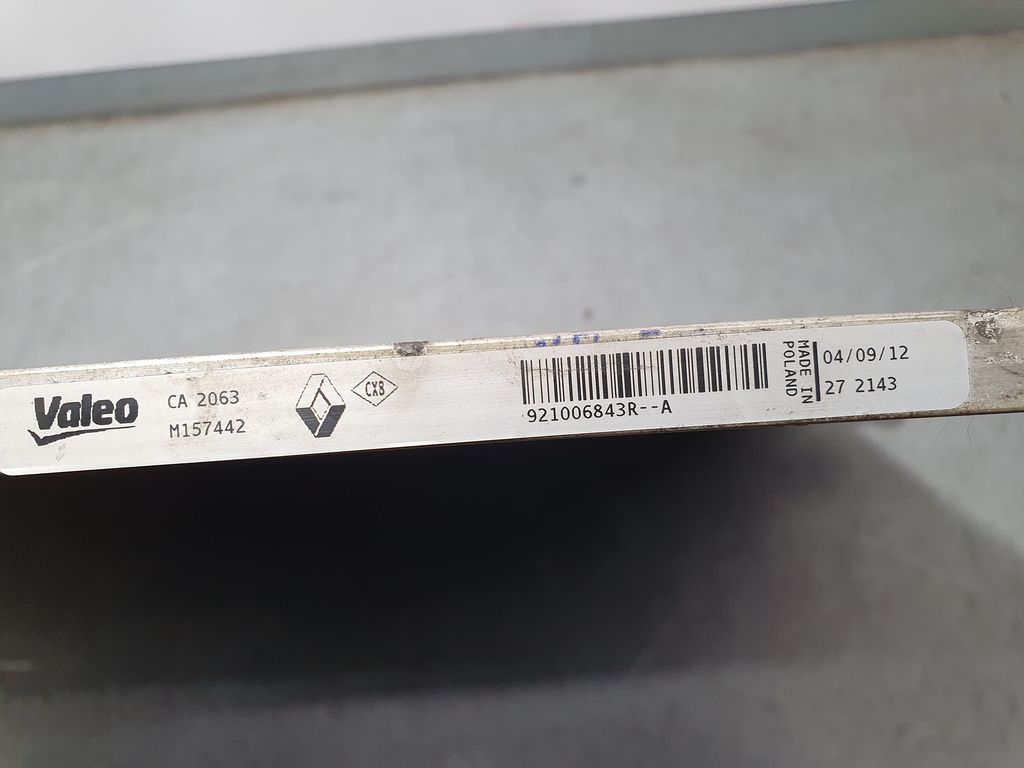 Valeo
CA 2063
M157442
CX8
921006843R--A
MADE IN
POLAND
04/09/12
27 2143